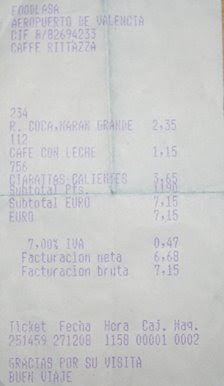 FOODLASA
AEROPUERTO DE VALENCIA
CIF B/82694233
CAFFE RITTAZZA
234
R. COCA,NARAN GRANDE 2,35
112
CAFE CON LECHE 1,15
756
CIABATTAS CALIENTES 3,65
Subtotal Pts. 1190
Subtotal EURO 7,15
EURO 7,15
7,00% IVA 0,47
Facturacion neta 6,68
Facturacion bruta 7,15
Ticket Fecha Hora Caj. Maq.
251459 271208 1158 00001 0002
GRACIAS POR SU VISITA
BUEN VIAJE